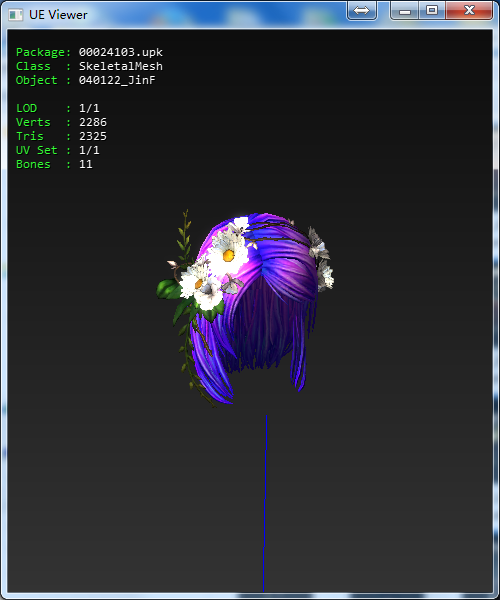 UE Viewer
Package: 00024103.upk
Class : SkeletalMesh
Object : 040122_JinF
LOD : 1/1
Verts : 2286
Tris : 2325
UV Set : 1/1
Bones : 11